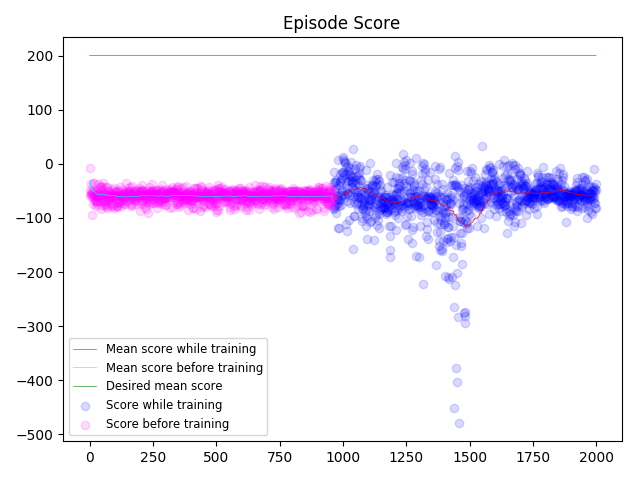 Episode Score
200
100
0
−100
−200
−300
−400
−500
Mean score while training
Mean score before training
Desired mean score
Score while training
Score before training
0 250 500 750 1000 1250 1500 1750 2000